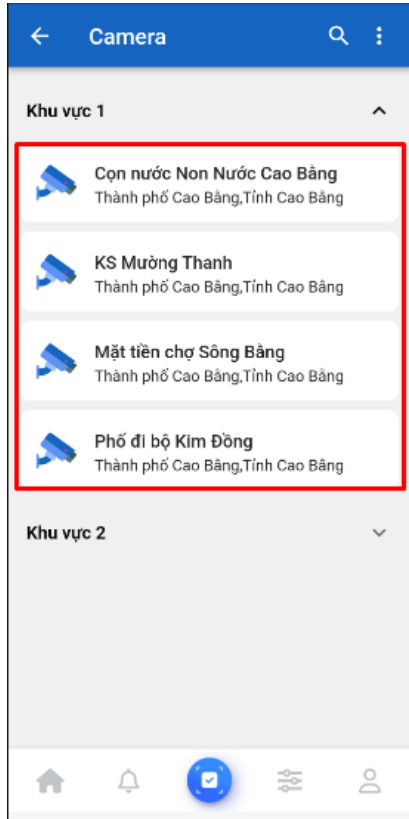 Camera
Khu vực 1
Cọn nước Non Nước Cao Bằng
Thành phố Cao Bằng,Tỉnh Cao Bằng
KS Mường Thanh
Thành phố Cao Bằng,Tỉnh Cao Bằng
Mặt tiền chợ Sông Bằng
Thành phố Cao Bằng,Tỉnh Cao Bằng
Phố đi bộ Kim Đồng
Thành phố Cao Bằng,Tỉnh Cao Bằng
Khu vực 2